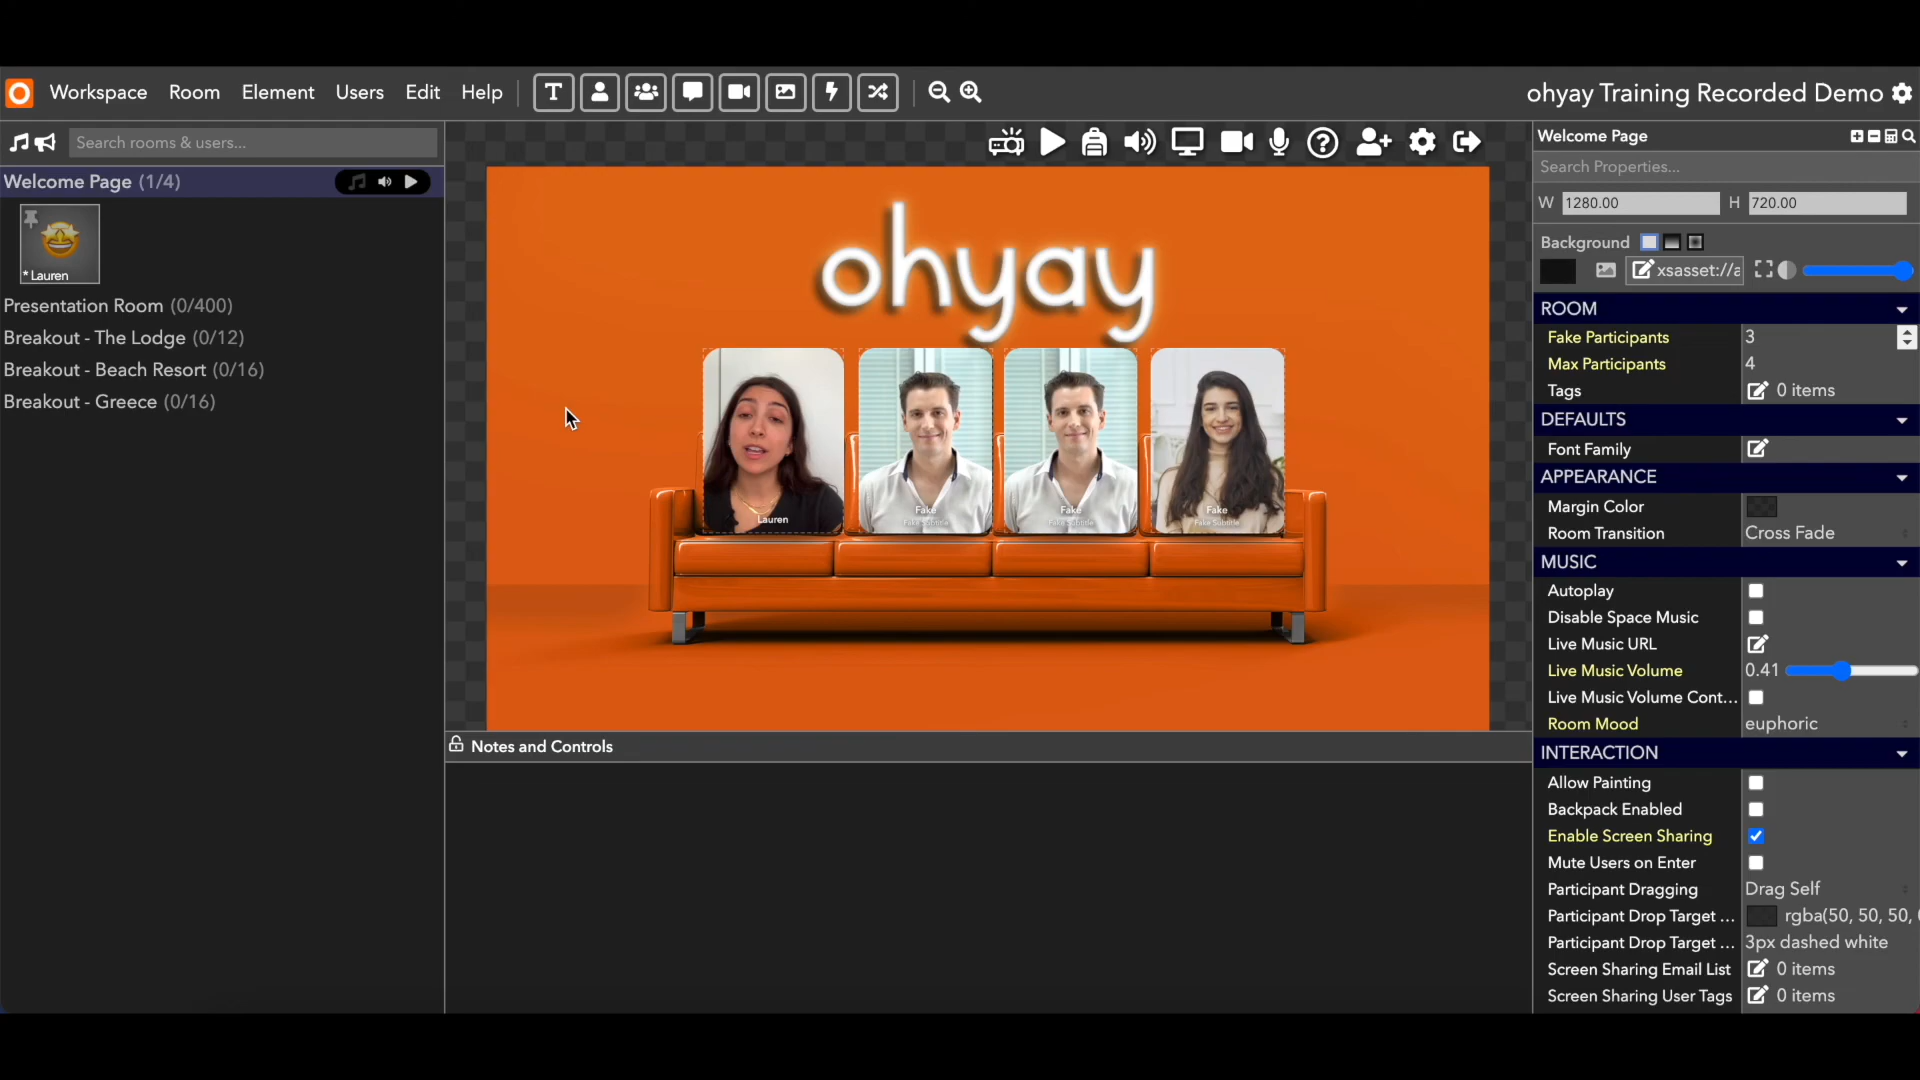 Workspace Room Element Users Edit Help
ohyay Training Recorded Demo
Search rooms & users...
Welcome Page (1/4)
* Lauren
Presentation Room (0/400)
Breakout - The Lodge (0/12)
Breakout - Beach Resort (0/16)
Breakout - Greece (0/16)
ohyay
Lauren
Fake
Fake Subtitle
Fake
Fake Subtitle
Fake
Fake Subtitle
Notes and Controls
Welcome Page
Search Properties...
W 1280.00 H 720.00
Background
xsasset://a
ROOM
Fake Participants 3
Max Participants 4
Tags 0 items
DEFAULTS
Font Family
APPEARANCE
Margin Color
Room Transition Cross Fade
MUSIC
Autoplay
Disable Space Music
Live Music URL
Live Music Volume 0.41
Live Music Volume Cont...
Room Mood euphoric
INTERACTION
Allow Painting
Backpack Enabled
Enable Screen Sharing
Mute Users on Enter
Participant Dragging Drag Self
Participant Drop Target ... rgba(50, 50, 50, 
Participant Drop Target ... 3px dashed white
Screen Sharing Email List 0 items
Screen Sharing User Tags 0 items